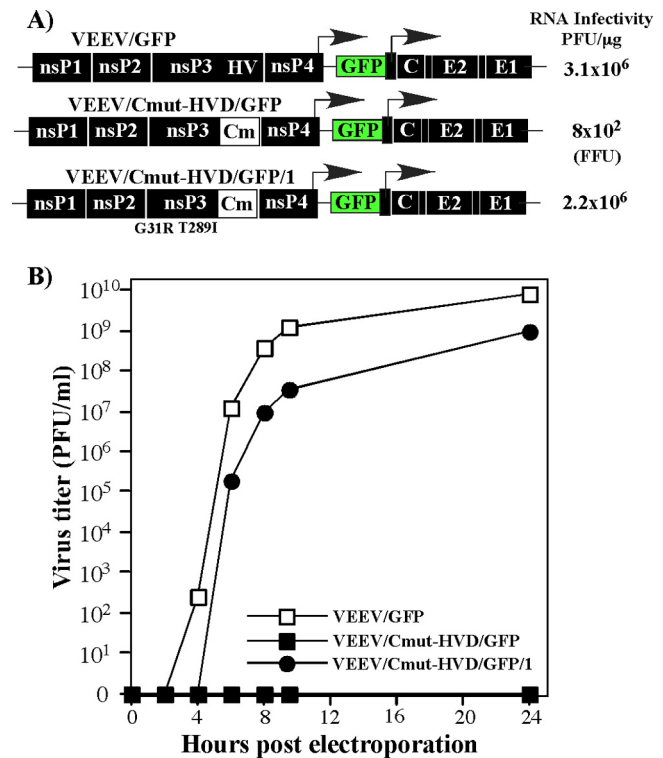 A)
RNA Infectivity
PFU/μg
VEEV/GFP
nsP1 nsP2 nsP3 HV nsP4 GFP C E2 E1 3.1x10⁶
VEEV/Cmut-HVD/GFP
nsP1 nsP2 nsP3 Cm nsP4 GFP C E2 E1 8x10²
(FFU)
VEEV/Cmut-HVD/GFP/1
nsP1 nsP2 nsP3 Cm nsP4 GFP C E2 E1 2.2x10⁶
G31R T289I
B)
Virus titer (PFU/ml)
10¹⁰
10⁹
10⁸
10⁷
10⁶
10⁵
10⁴
10³
10²
10¹
0
VEEV/GFP
VEEV/Cmut-HVD/GFP
VEEV/Cmut-HVD/GFP/1
0 4 8 12 16 20 24
Hours post electroporation